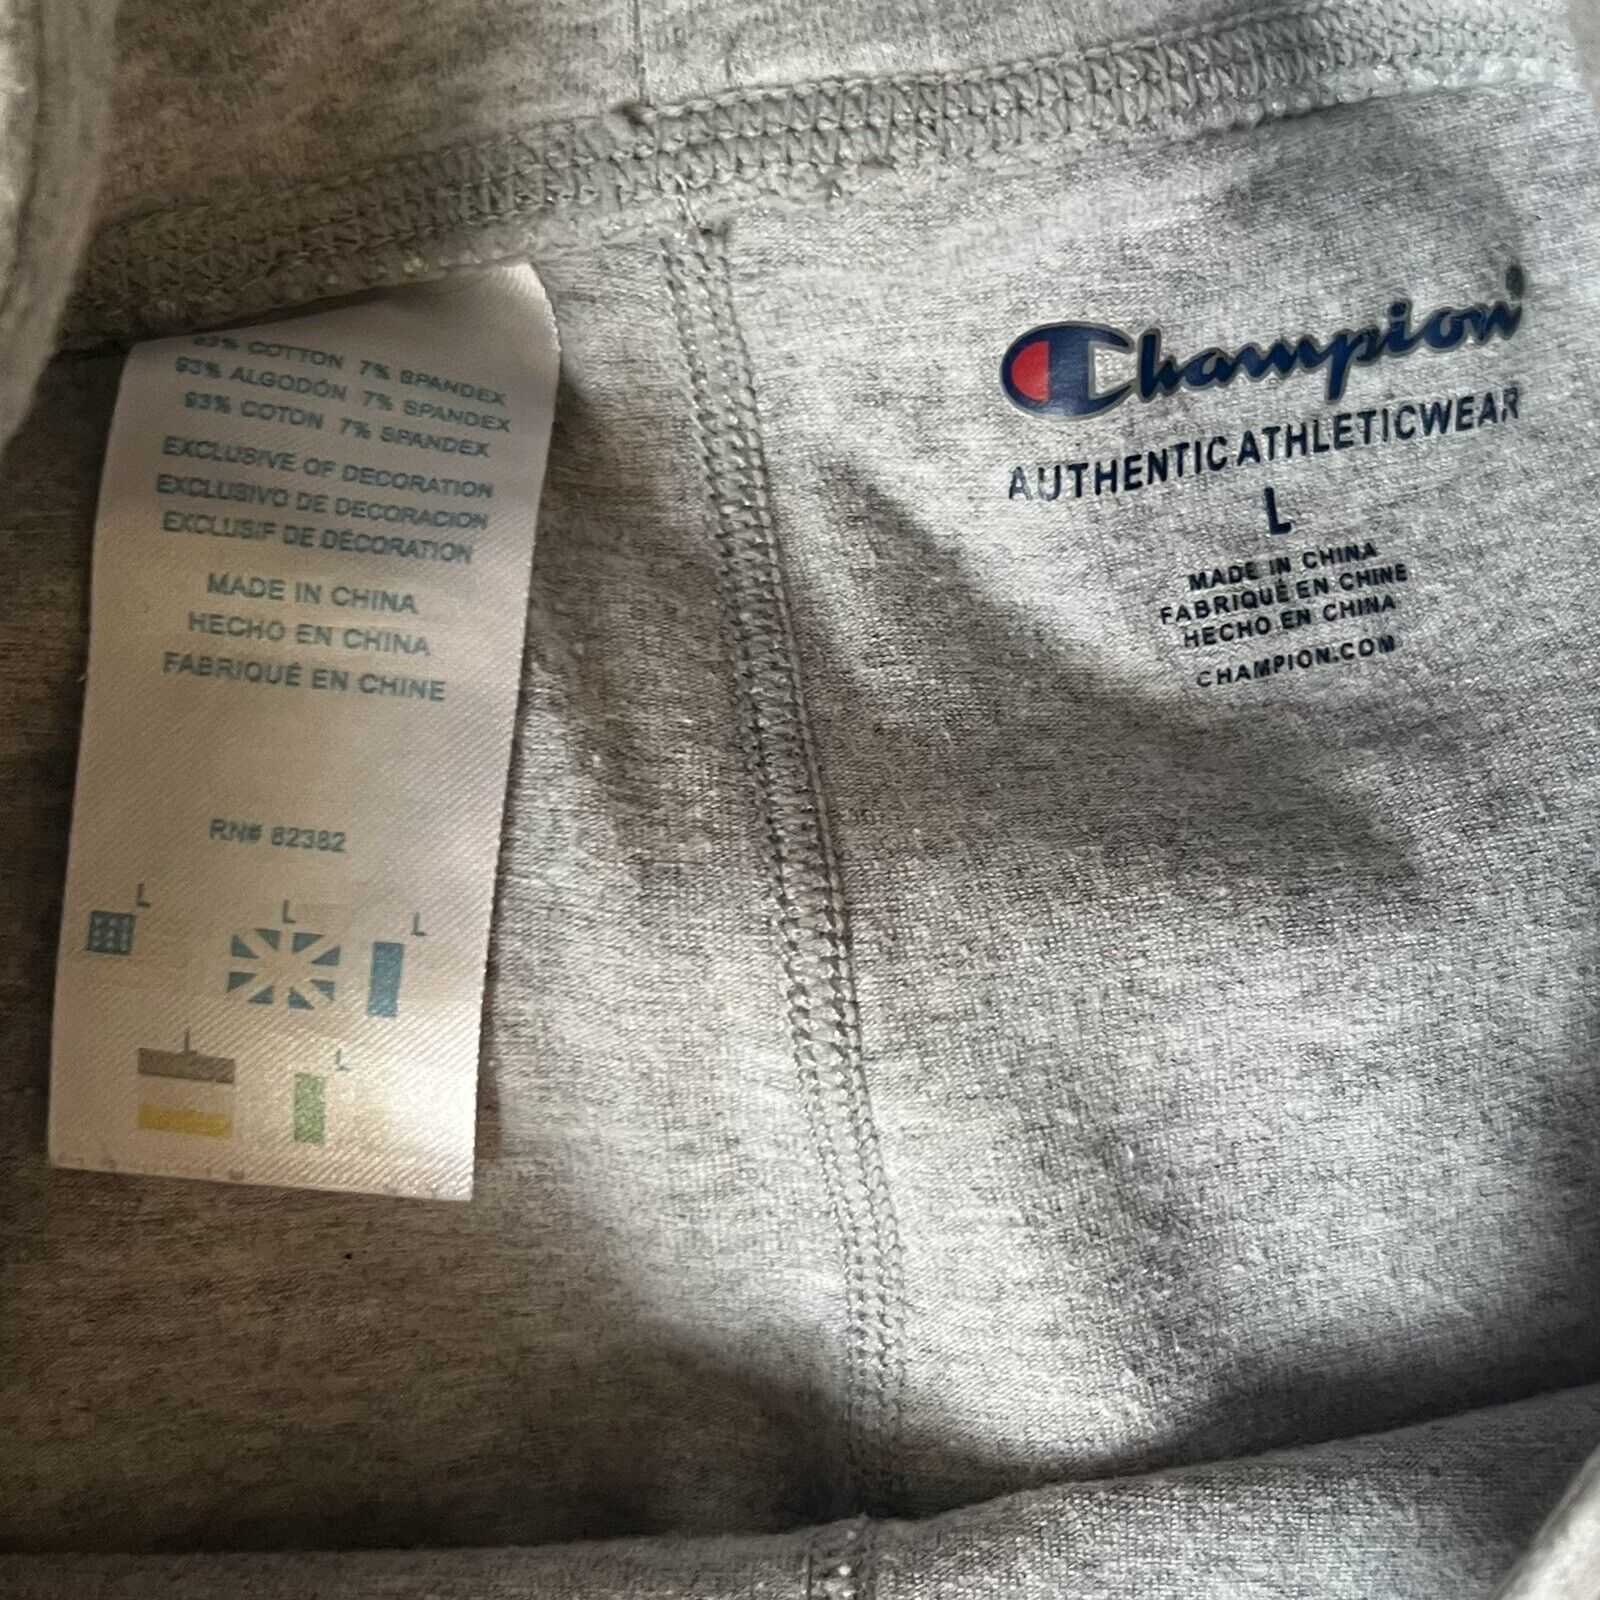 93% COTTON 7% SPANDEX
93% ALGODÓN 7% SPANDEX
93% COTON 7% SPANDEX
EXCLUSIVE OF DECORATION
EXCLUSIVO DE DECORACION
EXCLUSIF DE DÉCORATION
MADE IN CHINA
HECHO EN CHINA
FABRIQUÉ EN CHINE
RN# 82382
L
L
L
L
L
Champion
AUTHENTIC ATHLETICWEAR
L
MADE IN CHINA
FABRIQUÉ EN CHINE
HECHO EN CHINA
CHAMPION.COM